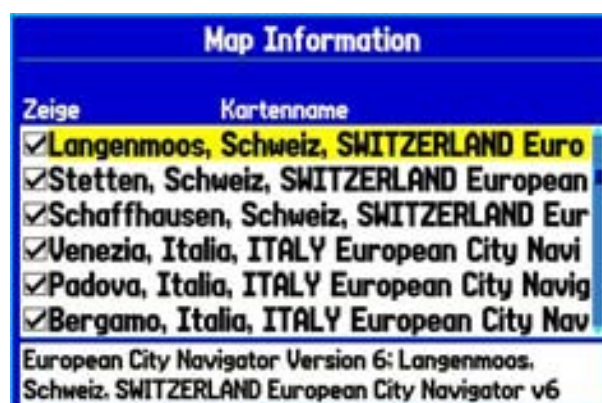 Map Information
Zeige Kartenname
Langenmoos, Schweiz, SWITZERLAND Euro
Stetten, Schweiz, SWITZERLAND European
Schaffhausen, Schweiz, SWITZERLAND Eur
Venezia, Italia, ITALY European City Navi
Padova, Italia, ITALY European City Navig
Bergamo, Italia, ITALY European City Nav
European City Navigator Version 6: Langenmoos,
Schweiz, SWITZERLAND European City Navigator v6